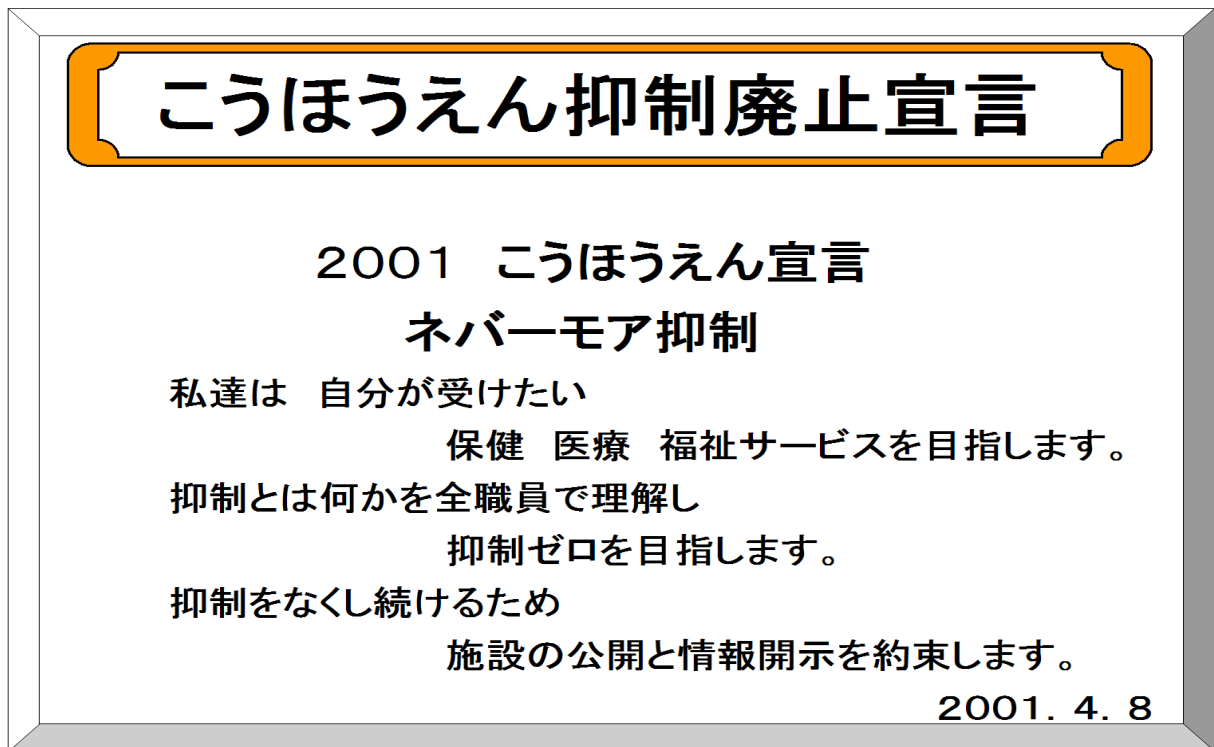 こうほうえん抑制廃止宣言
２００１　こうほうえん宣言
ネバーモア抑制
私達は　自分が受けたい
保健　医療　福祉サービスを目指します。
抑制とは何かを全職員で理解し
抑制ゼロを目指します。
抑制をなくし続けるため
施設の公開と情報開示を約束します。
２００１．４．８